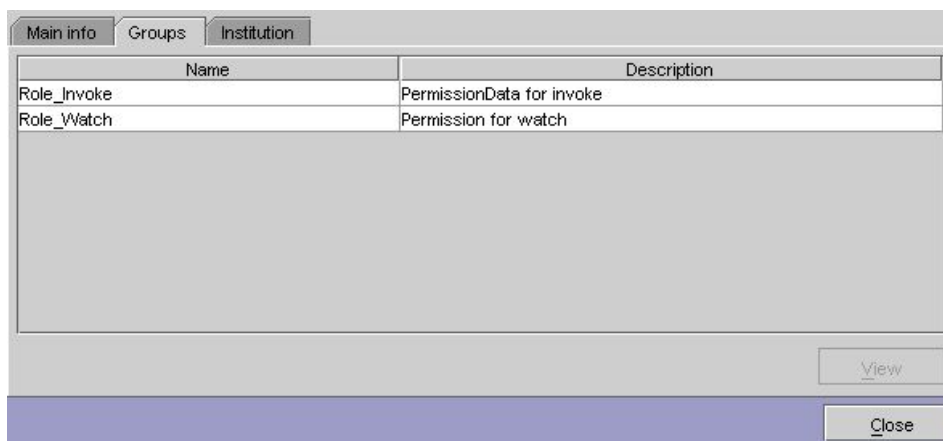 Main info Groups Institution
Name Description
Role_Invoke PermissionData for invoke
Role_Watch Permission for watch
View
Close